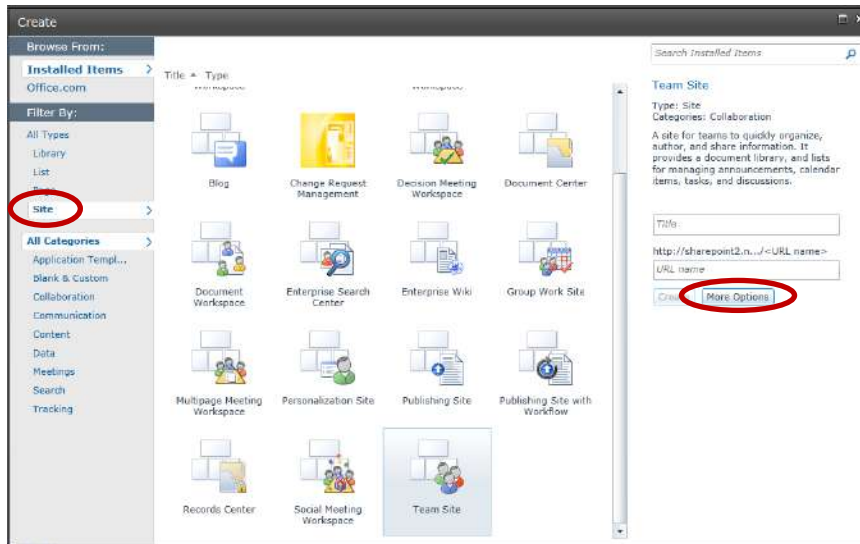 Create
Browse From:
Installed Items
Office.com
Filter By:
All Types
Library
List
Page
Site
All Categories
Application Templ...
Blank & Custom
Collaboration
Communication
Content
Data
Meetings
Search
Tracking
Title Type
Workspace Workspace
Blog
Change Request
Management
Decision Meeting
Workspace
Document Center
Document
Workspace
Enterprise Search
Center
Enterprise Wiki
Group Work Site
Multipage Meeting
Workspace
Personalization Site
Publishing Site
Publishing Site with
Workflow
Records Center
Social Meeting
Workspace
Team Site
Search Installed Items
Team Site
Type: Site
Categories: Collaboration
A site for teams to quickly organize,
author, and share information. It
provides a document library, and lists
for managing announcements, calendar
items, tasks, and discussions.
Title
http://sharepoint2.n.../<URL name>
URL name
Create More Options